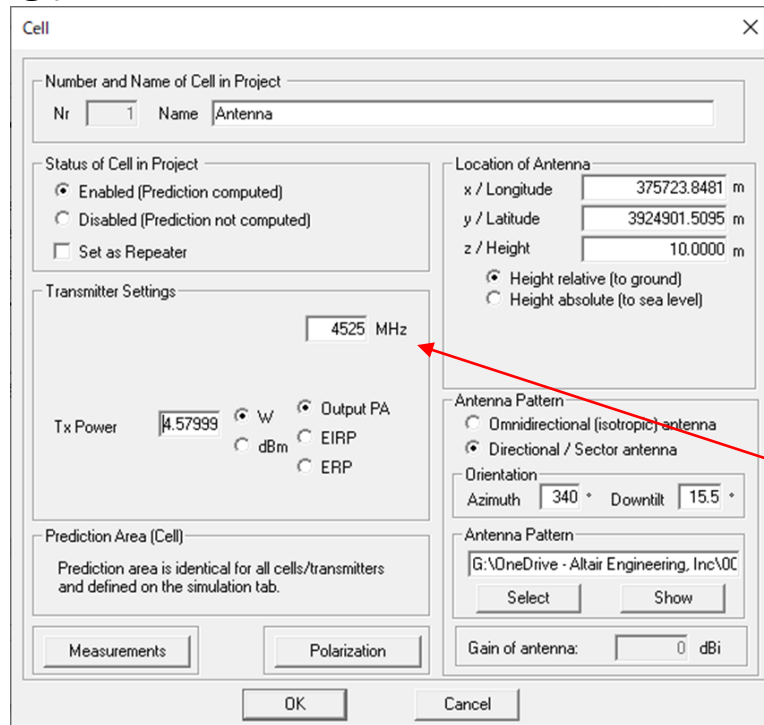 Cell
Number and Name of Cell in Project
Nr 1 Name Antenna
Status of Cell in Project
Enabled (Prediction computed)
Disabled (Prediction not computed)
Set as Repeater
Location of Antenna
x / Longitude 375723.8481 m
y / Latitude 3924901.5095 m
z / Height 10.0000 m
Height relative (to ground)
Height absolute (to sea level)
Transmitter Settings
4525 MHz
Tx Power 4.57999 W dBm Output PA
EIRP
ERP
Antenna Pattern
Omnidirectional (isotropic) antenna
Directional / Sector antenna
Orientation
Azimuth 340 ° Downtilt 15.5 °
Prediction Area (Cell)
Prediction area is identical for all cells/transmitters
and defined on the simulation tab.
Antenna Pattern
G:\OneDrive - Altair Engineering, Inc\0
Select Show
Measurements Polarization
Gain of antenna: 0 dBi
OK Cancel